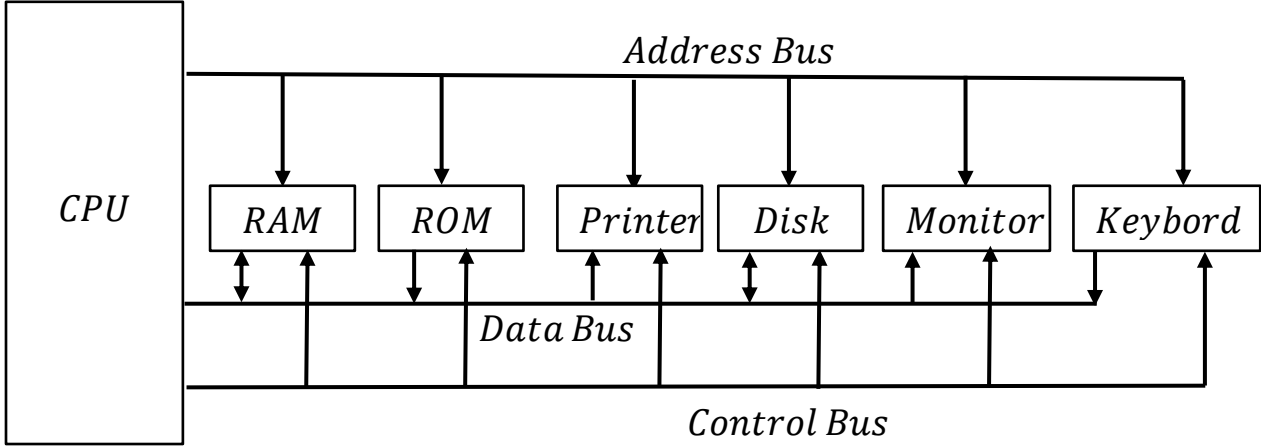 Address Bus
CPU
RAM
ROM
Printer
Disk
Monitor
Keybord
Data Bus
Control Bus